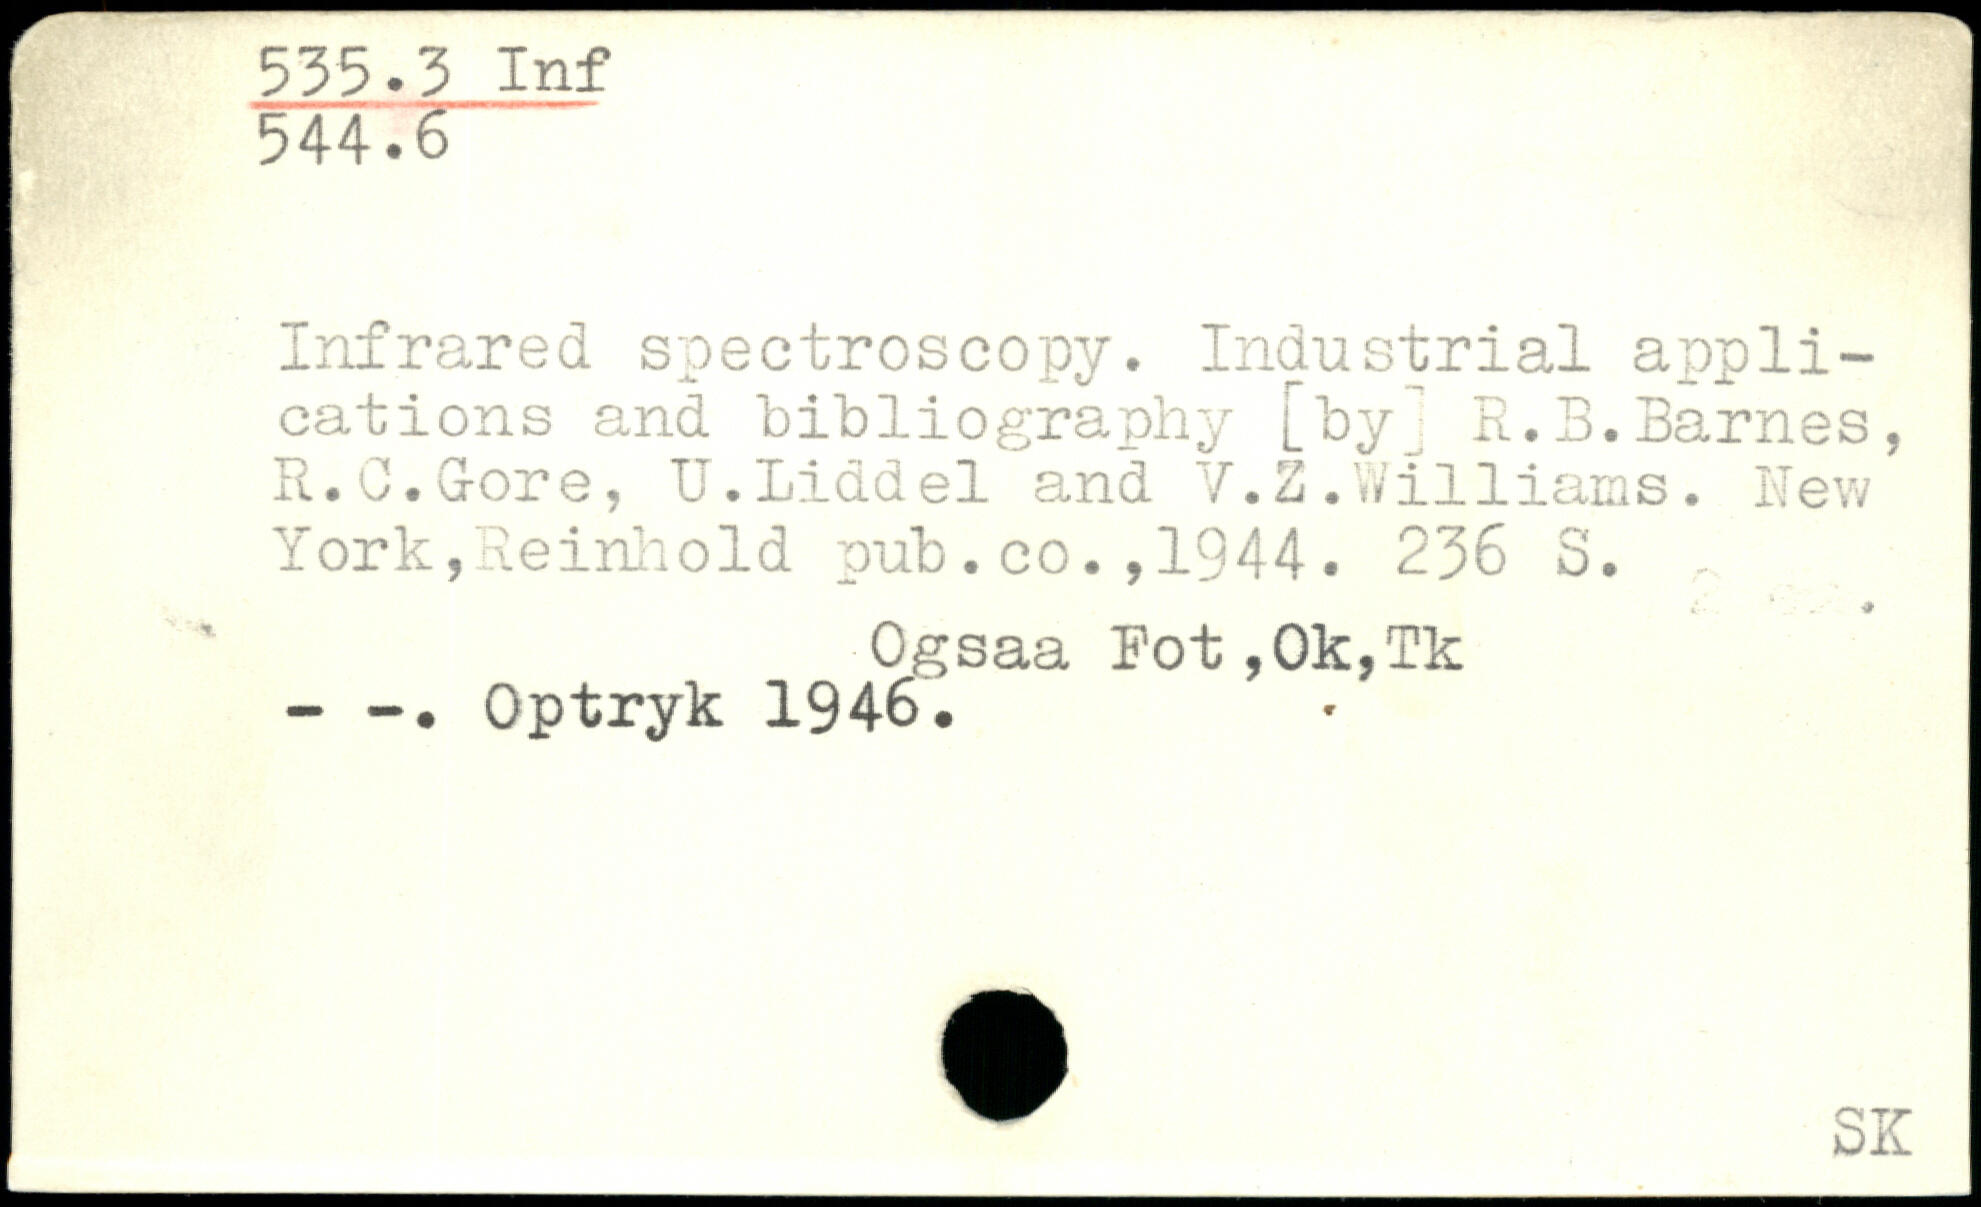 535.3 Inf
544.6
Infrared spectroscopy. Industrial appli-
cations and bibliography [by] R.B.Barnes,
R.C.Gore, U.Liddel and V.Z.Williams. New
York,Reinhold pub.co.,1944. 236 S.
2
Ogsaa Fot,Ok,Tk
- -. Optryk 1946.
SK